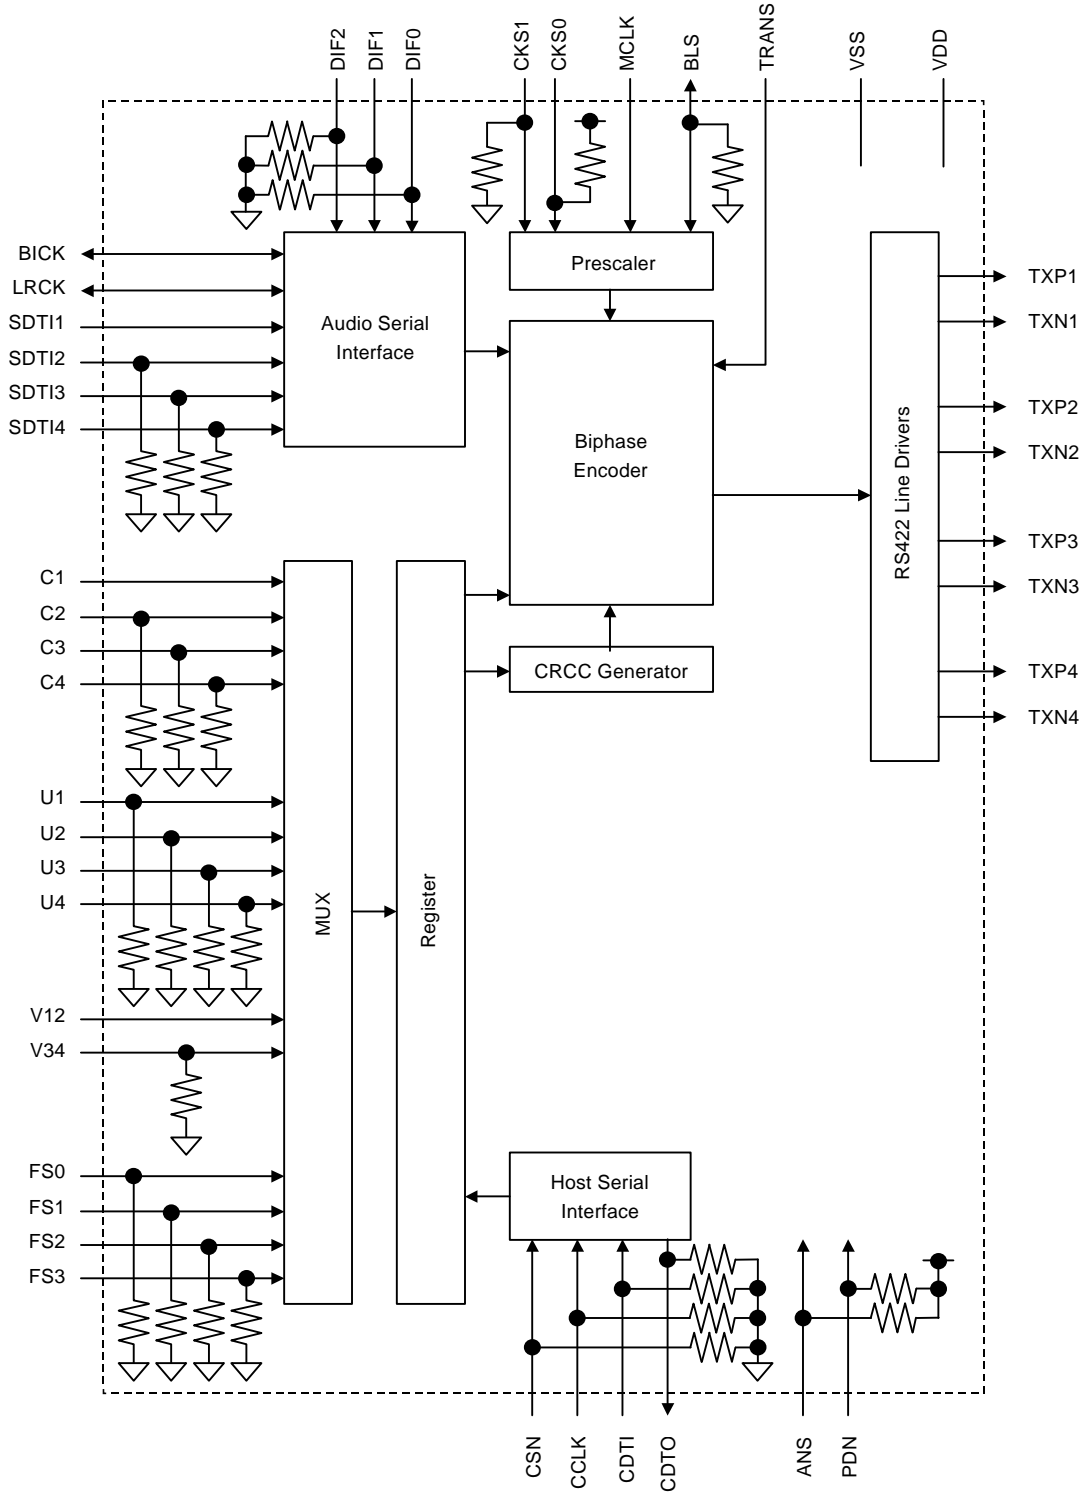 DIF2
DIF1
DIF0
CKS1
CKS0
MCLK
BLS
TRANS
VSS
VDD
BICK
LRCK
SDTI1
SDTI2
SDTI3
SDTI4
Audio Serial
Interface
Prescaler
Biphase
Encoder
RS422 Line Drivers
TXP1
TXN1
TXP2
TXN2
TXP3
TXN3
TXP4
TXN4
C1
C2
C3
C4
CRCC Generator
U1
U2
U3
U4
MUX
Register
V12
V34
FS0
FS1
FS2
FS3
Host Serial
Interface
CSN
CCLK
CDTI
CDTO
ANS
PDN